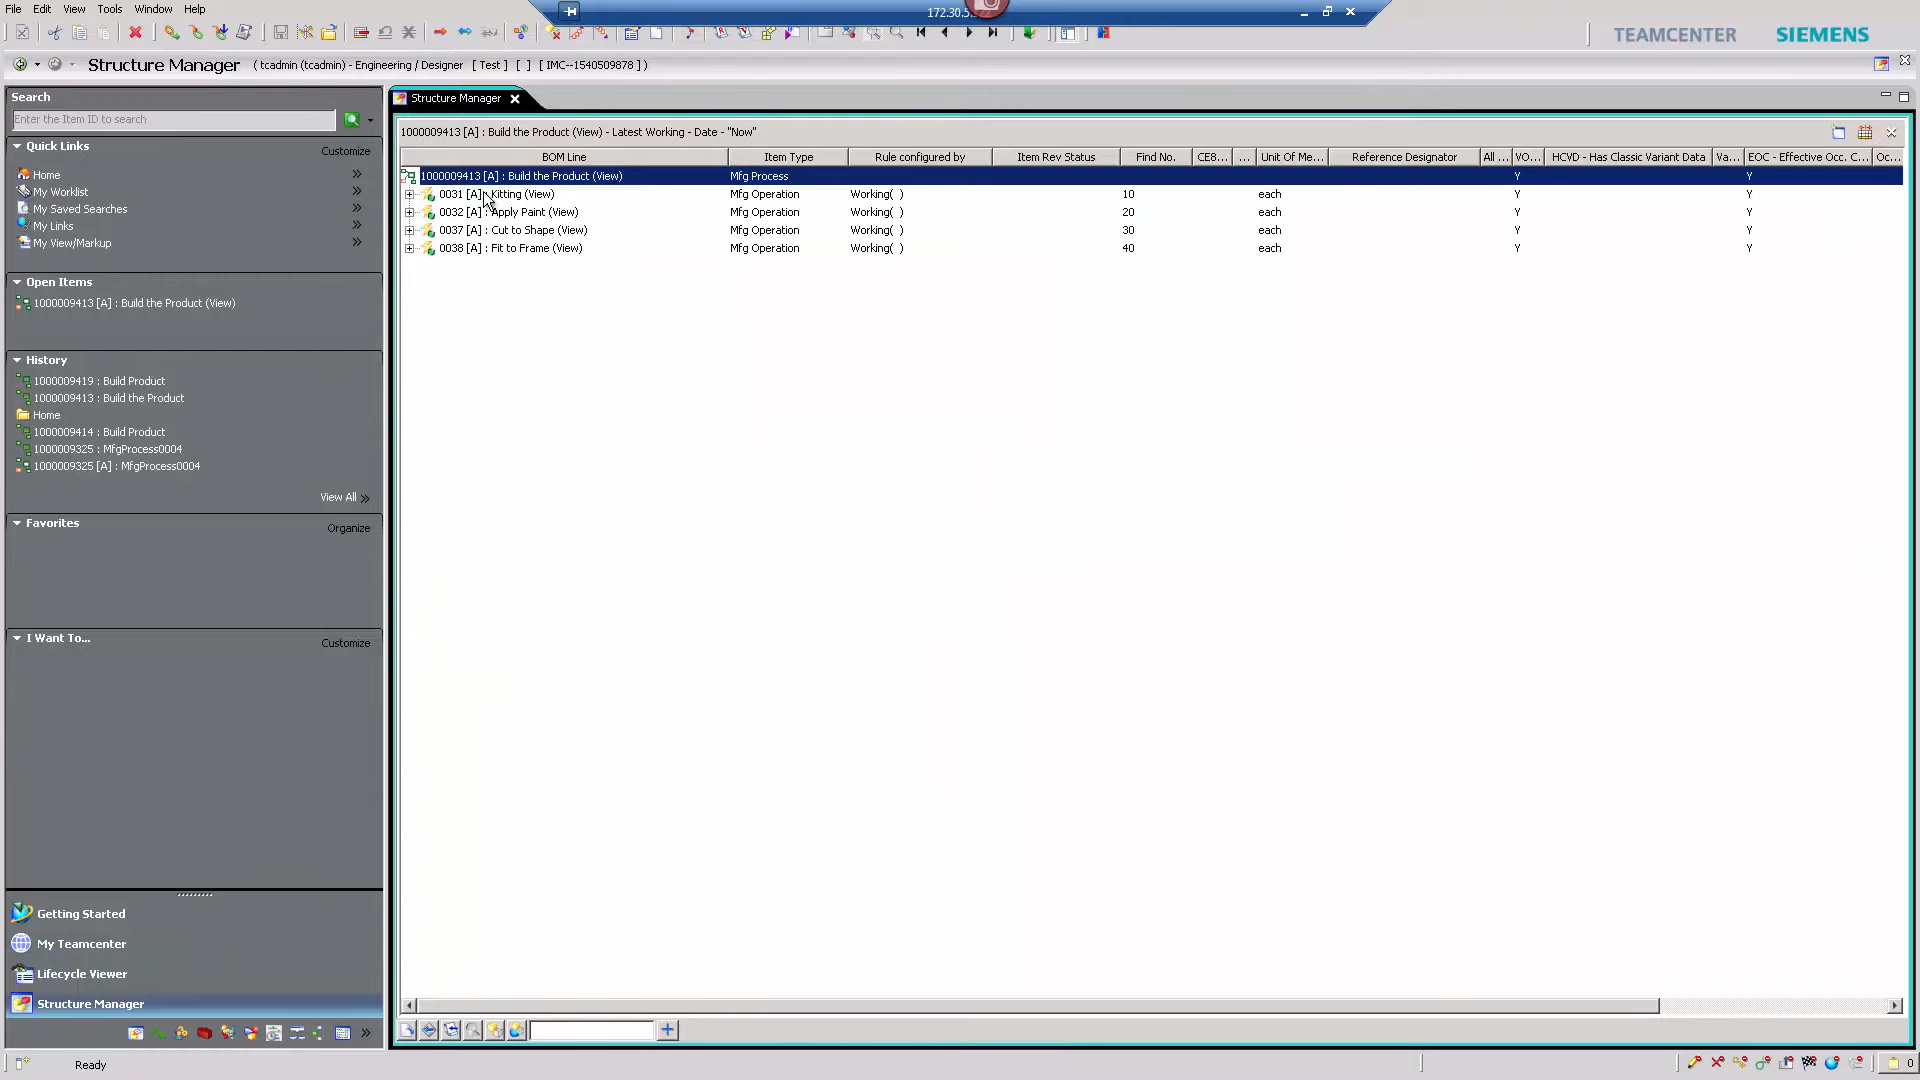 File Edit View Tools Window Help
172.30.5.
TEAMCENTER SIEMENS
Structure Manager ( tcadmin (tcadmin) - Engineering / Designer [ Test ] [ ] [ IMC--1540509878 ] )
Search
Enter the Item ID to search
Quick Links Customize
Home
My Worklist
My Saved Searches
My Links
My View/Markup
Open Items
1000009413 [A] : Build the Product (View)
History
1000009419 : Build Product
1000009413 : Build the Product
Home
1000009414 : Build Product
1000009325 : MfgProcess0004
1000009325 [A] : MfgProcess0004
View All
Favorites Organize
I Want To... Customize
Getting Started
My Teamcenter
Lifecycle Viewer
Structure Manager
Structure Manager
1000009413 [A] : Build the Product (View) - Latest Working - Date - "Now"
BOM Line Item Type Rule configured by Item Rev Status Find No. CE8... ... Unit Of Me... Reference Designator All ... VO... HCVD - Has Classic Variant Data Va... EOC - Effective Occ. C... Oc...
1000009413 [A] : Build the Product (View) Mfg Process Y Y
0031 [A] : Kitting (View) Mfg Operation Working( ) 10 each Y Y
0032 [A] : Apply Paint (View) Mfg Operation Working( ) 20 each Y Y
0037 [A] : Cut to Shape (View) Mfg Operation Working( ) 30 each Y Y
0038 [A] : Fit to Frame (View) Mfg Operation Working( ) 40 each Y Y
Ready 0